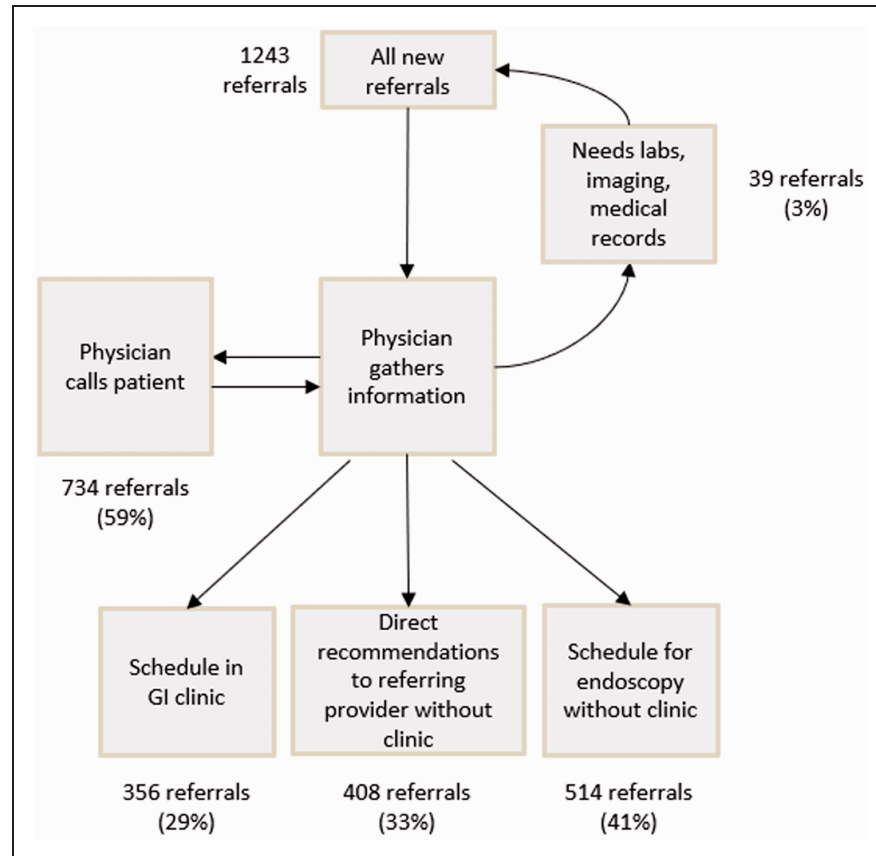 1243
referrals
All new
referrals
Needs labs,
imaging,
medical
records
39 referrals
(3%)
Physician
calls patient
Physician
gathers
information
734 referrals
(59%)
Schedule in
GI clinic
Direct
recommendations
to referring
provider without
clinic
Schedule for
endoscopy
without clinic
356 referrals
(29%)
408 referrals
(33%)
514 referrals
(41%)